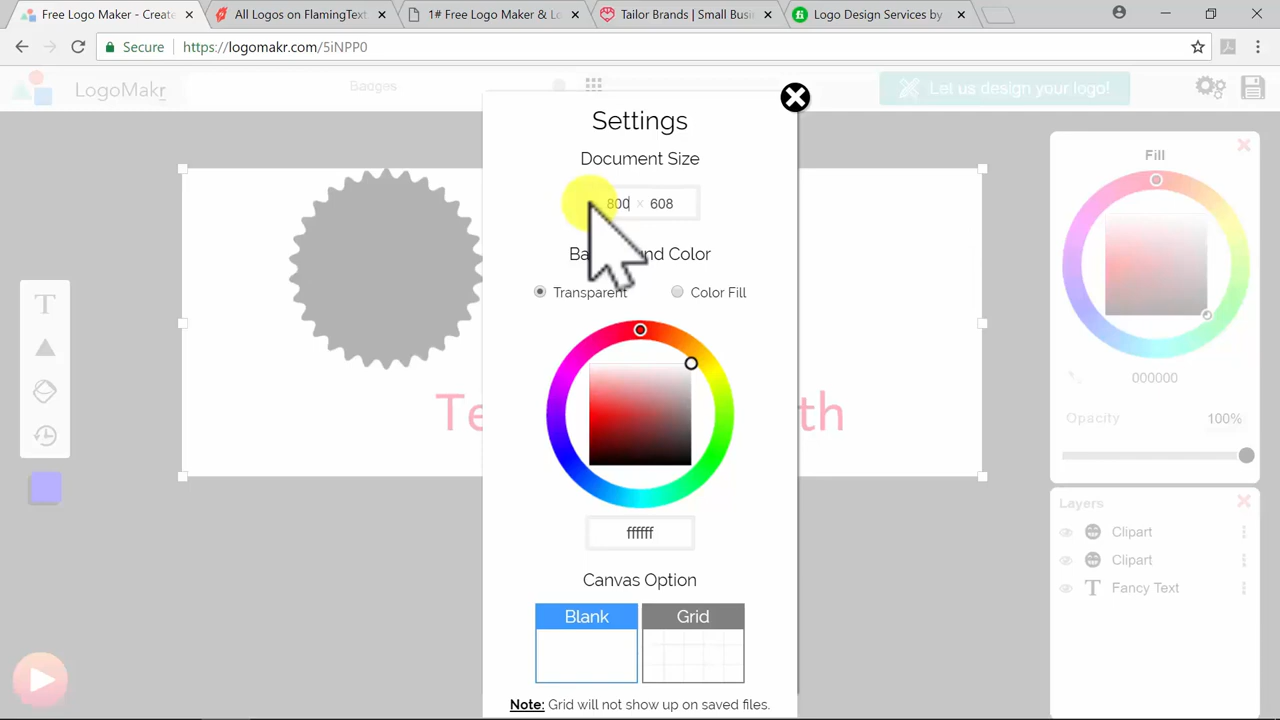 Free Logo Maker - Create
All Logos on FlamingText
1# Free Logo Maker & Lo
Tailor Brands | Small Busin
Logo Design Services by
Secure
https://logomakr.com/5iNPP0
LogoMakr
Badges
Let us design your logo!
Settings
Document Size
800 × 608
Color
Transparent
Color Fill
ffffff
Canvas Option
Blank
Grid
Note: Grid will not show up on saved files.
T
Te
th
Fill
000000
Opacity
100%
Layers
Clipart
Clipart
T
Fancy Text